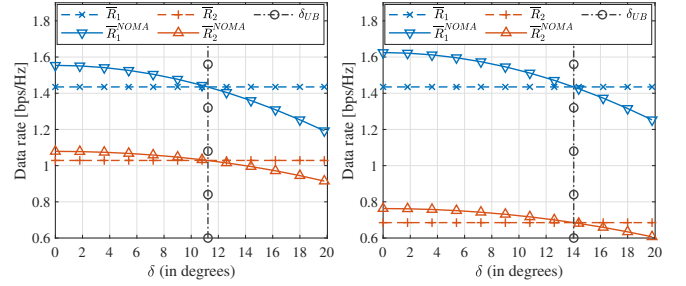 R̅₁ R̅₂ δ_UB
R̅₁^NOMA R̅₂^NOMA
1.8
1.6
1.4
1.2
1
0.8
0.6
Data rate [bps/Hz]
0 2 4 6 8 10 12 14 16 18 20
δ (in degrees)
R̅₁ R̅₂ δ_UB
R̅₁^NOMA R̅₂^NOMA
1.8
1.6
1.4
1.2
1
0.8
0.6
Data rate [bps/Hz]
0 2 4 6 8 10 12 14 16 18 20
δ (in degrees)